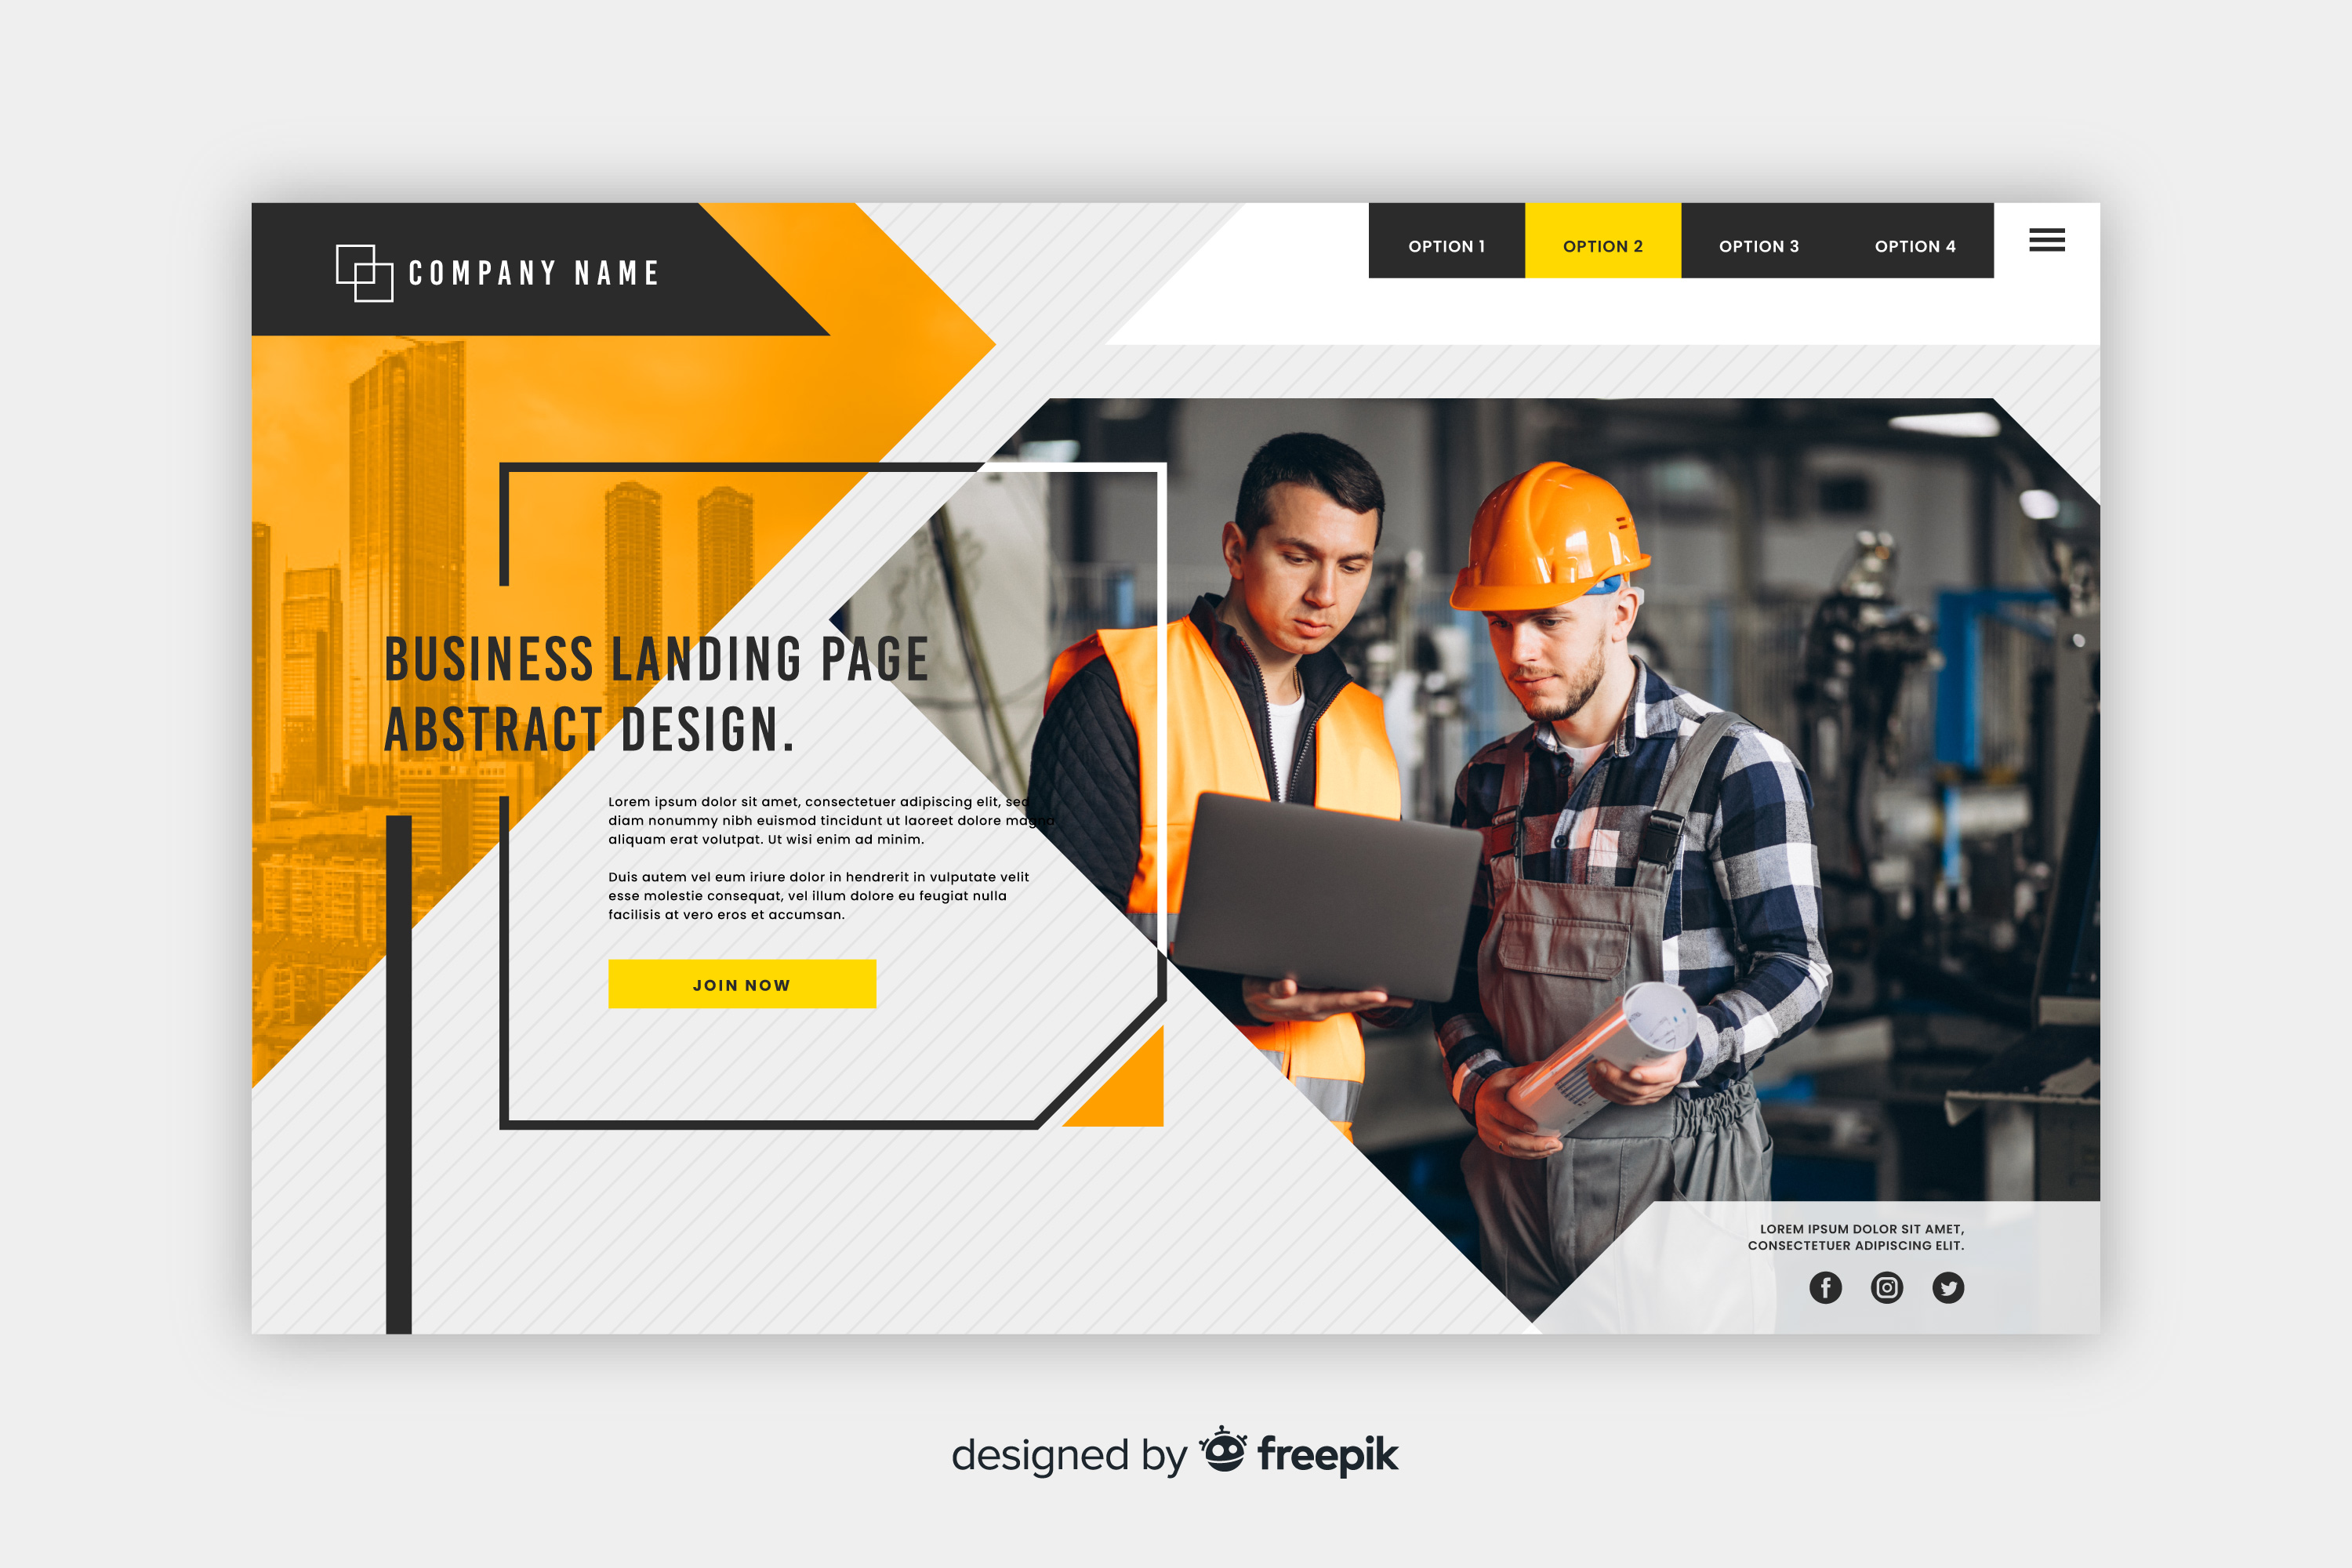 COMPANY NAME
OPTION 1
OPTION 2
OPTION 3
OPTION 4
BUSINESS LANDING PAGE
ABSTRACT DESIGN.
Lorem ipsum dolor sit amet, consectetuer adipiscing elit, sed
diam nonummy nibh euismod tincidunt ut laoreet dolore magna
aliquam erat volutpat. Ut wisi enim ad minim.
Duis autem vel eum iriure dolor in hendrerit in vulputate velit
esse molestie consequat, vel illum dolore eu feugiat nulla
facilisis at vero eros et accumsan.
JOIN NOW
LOREM IPSUM DOLOR SIT AMET,
CONSECTETUER ADIPISCING ELIT.
designed by freepik